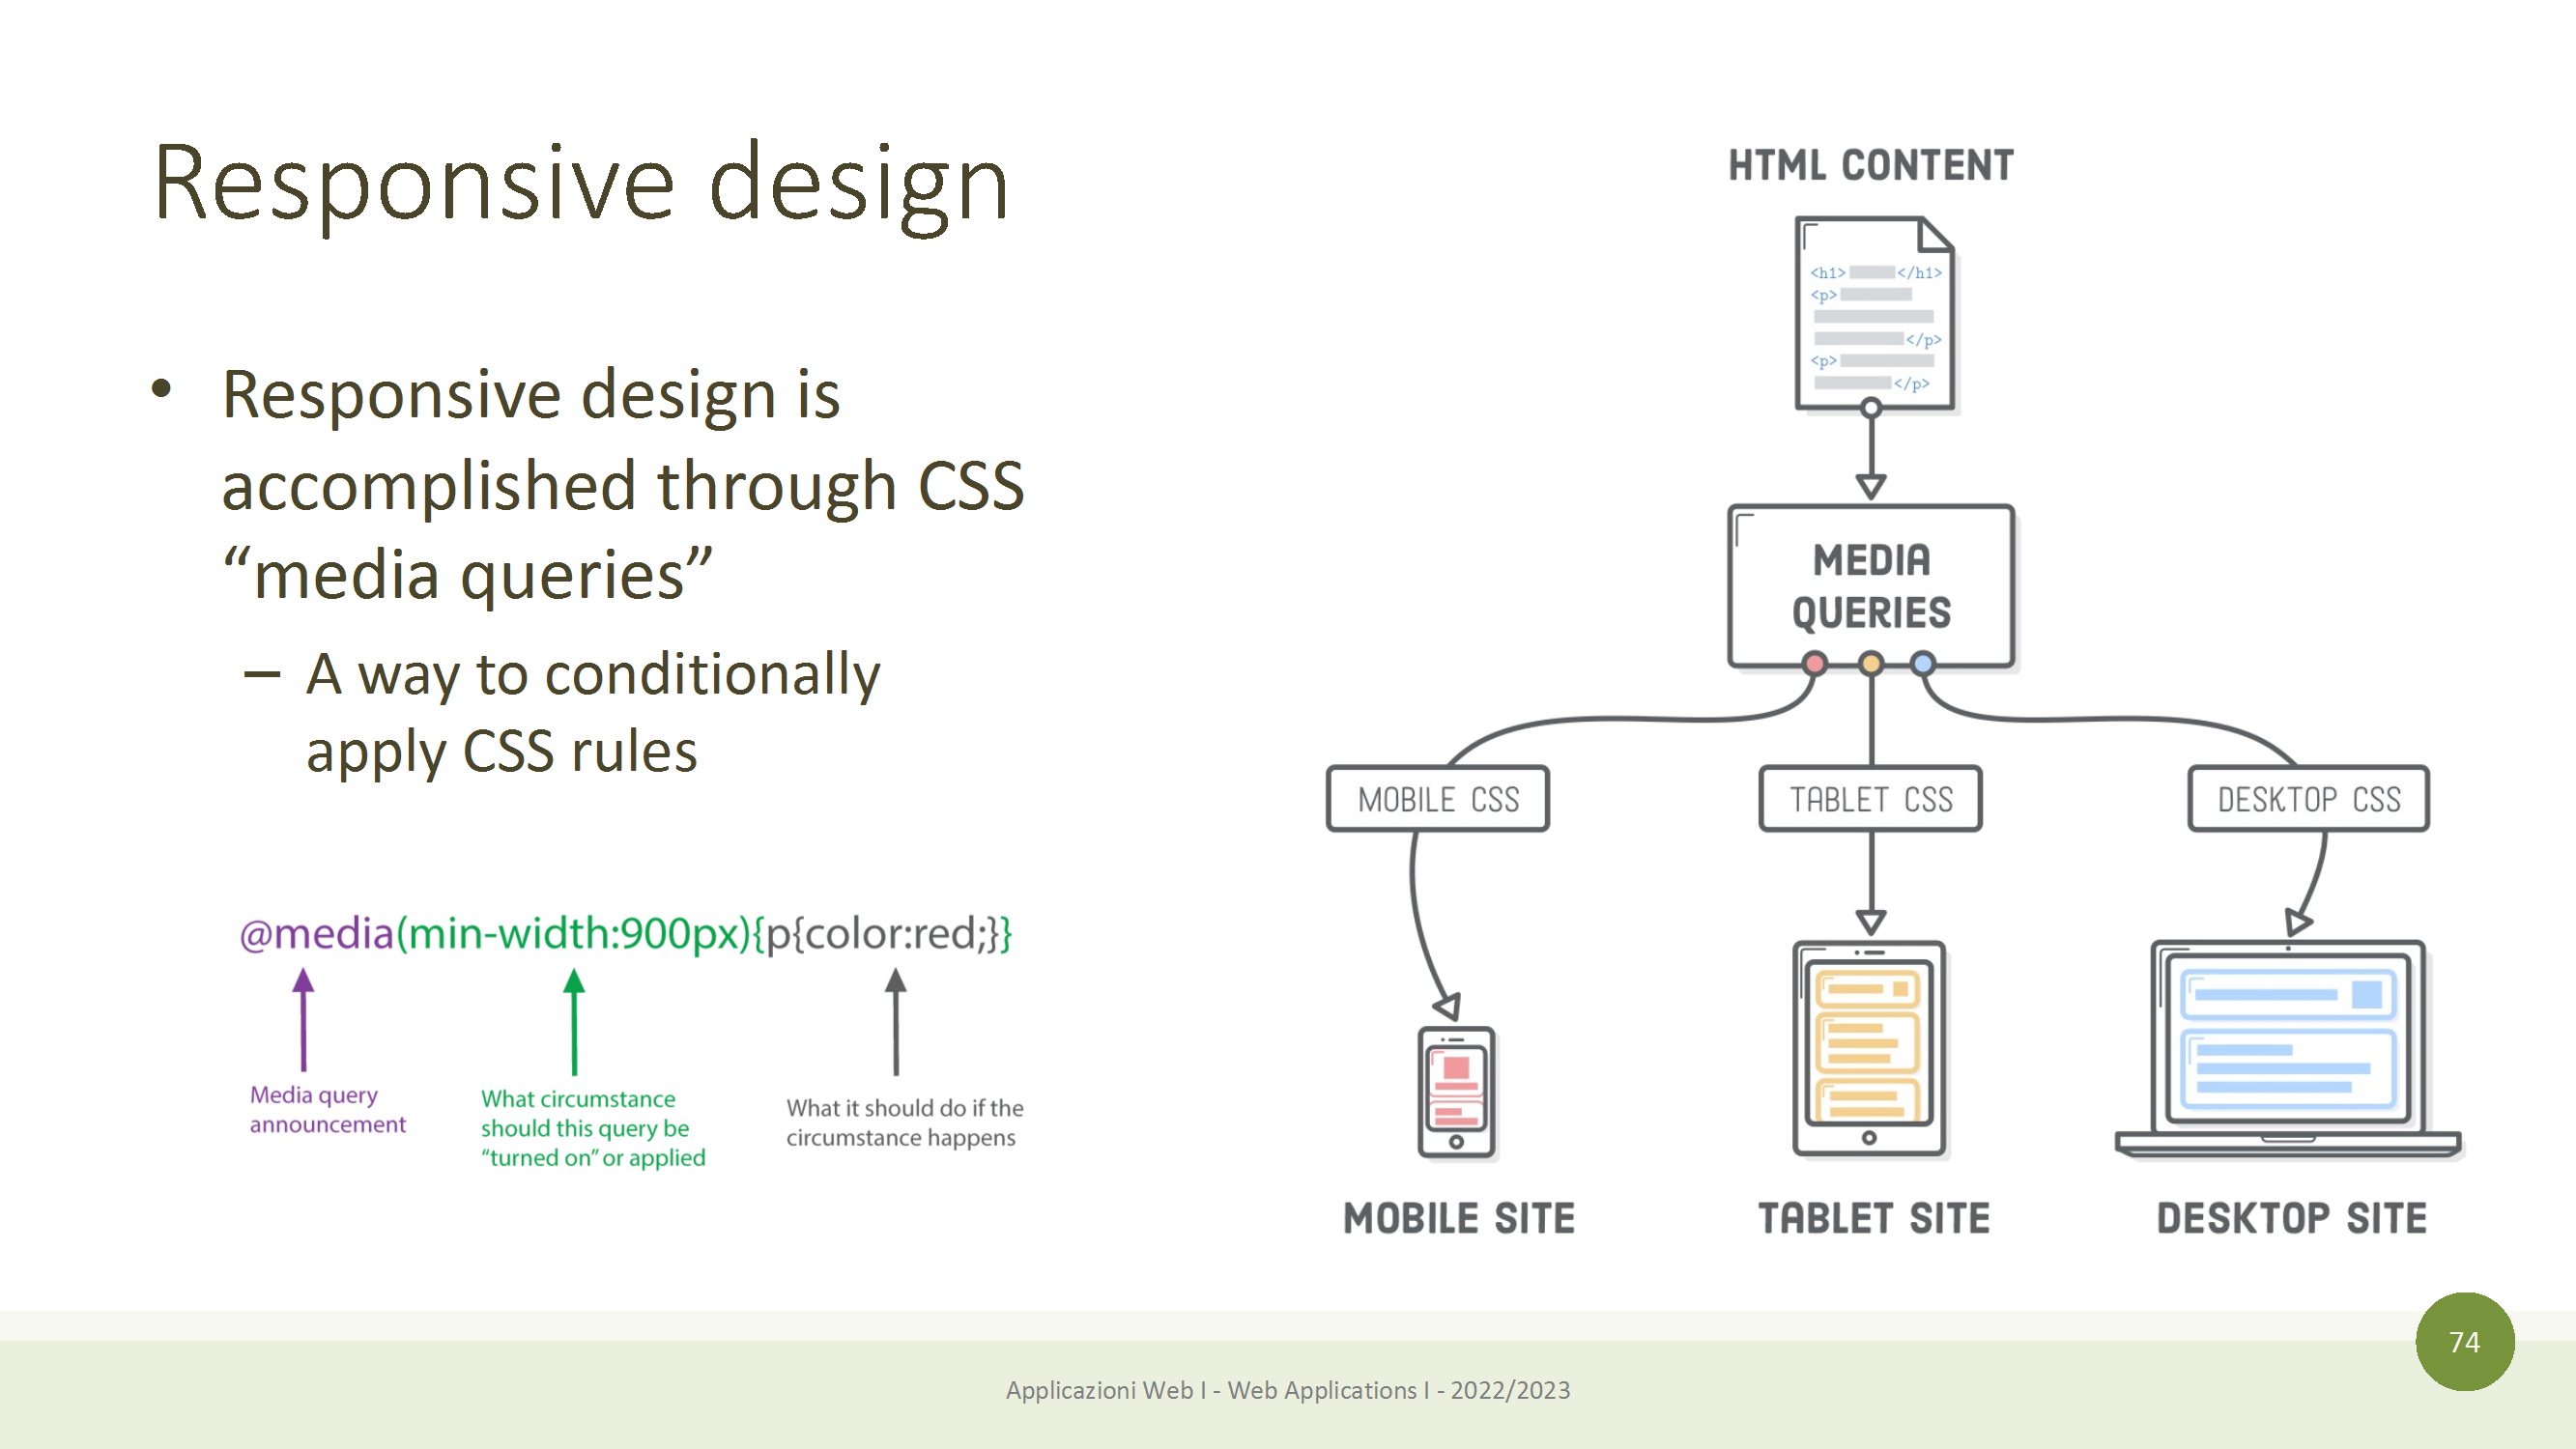 Responsive design
• Responsive design is
accomplished through CSS
“media queries”
– A way to conditionally
apply CSS rules
@media(min-width:900px){p{color:red;}}
Media query
announcement
What circumstance
should this query be
“turned on” or applied
What it should do if the
circumstance happens
HTML CONTENT
<h1> </h1>
<p>
</p>
<p>
</p>
MEDIA
QUERIES
MOBILE CSS
TABLET CSS
DESKTOP CSS
MOBILE SITE
TABLET SITE
DESKTOP SITE
74
Applicazioni Web I - Web Applications I - 2022/2023